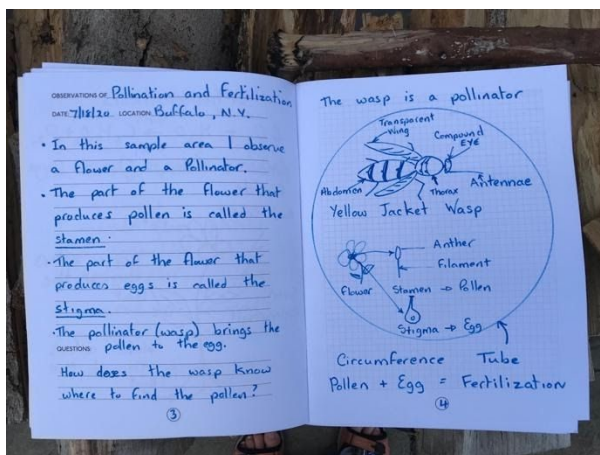 OBSERVATIONS OF Pollination and Fertilization
DATE 7/18/20 LOCATION Buffalo, N.Y.
• In this sample area I observe
a flower and a Pollinator.
• The part of the flower that
produces pollen is called the
stamen.
• The part of the flower that
produces eggs is called the
stigma.
• The pollinator (wasp) brings the
QUESTIONS pollen to the egg.
How does the wasp know
where to find the pollen?
3
The wasp is a pollinator
Transparent
Wing
Compound
EYE
Abdomen
Thorax
Antennae
Yellow Jacket Wasp
Anther
Filament
flower
Stamen → Pollen
Stigma → Egg
Circumference Tube
Pollen + Egg = Fertilization
4